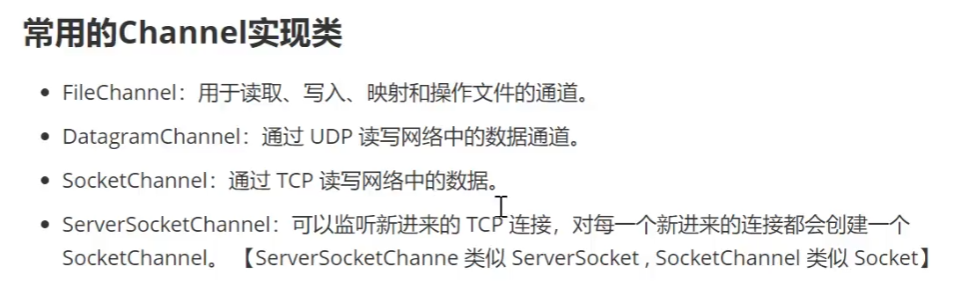 常用的Channel实现类
• FileChannel：用于读取、写入、映射和操作文件的通道。
• DatagramChannel：通过 UDP 读写网络中的数据通道。
• SocketChannel：通过 TCP 读写网络中的数据。
• ServerSocketChannel：可以监听新进来的 TCP 连接，对每一个新进来的连接都会创建一个
SocketChannel。 【ServerSocketChanne 类似 ServerSocket , SocketChannel 类似 Socket】